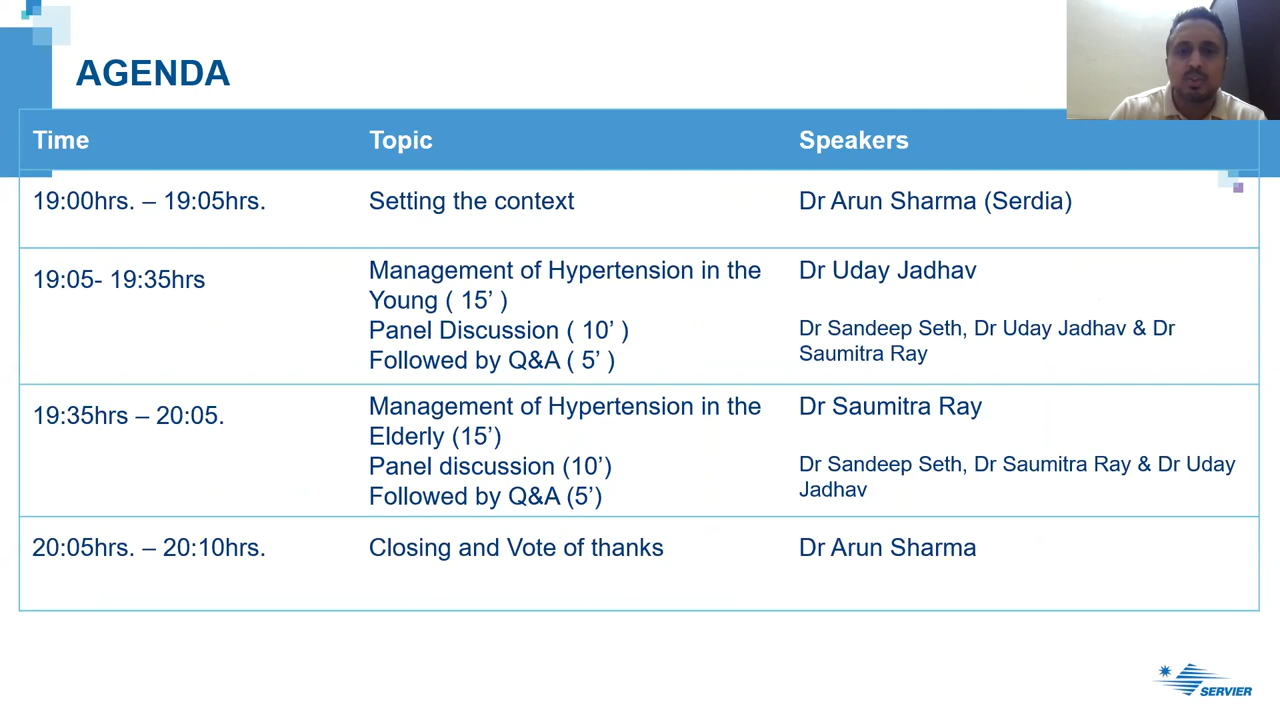 AGENDA
Time Topic Speakers
19:00hrs. – 19:05hrs. Setting the context Dr Arun Sharma (Serdia)
19:05- 19:35hrs
Management of Hypertension in the
Young ( 15’ )
Panel Discussion ( 10’ )
Followed by Q&A ( 5’ )
Dr Uday Jadhav
Dr Sandeep Seth, Dr Uday Jadhav & Dr
Saumitra Ray
19:35hrs – 20:05.
Management of Hypertension in the
Elderly (15’)
Panel discussion (10’)
Followed by Q&A (5’)
Dr Saumitra Ray
Dr Sandeep Seth, Dr Saumitra Ray & Dr Uday
Jadhav
20:05hrs. – 20:10hrs. Closing and Vote of thanks Dr Arun Sharma
SERVIER